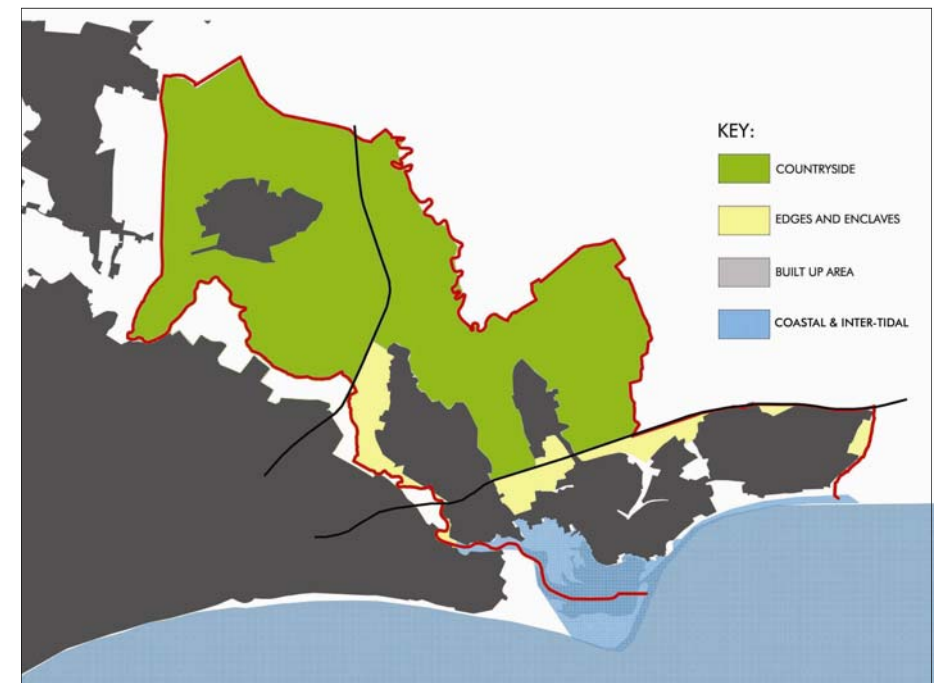 KEY:
COUNTRYSIDE
EDGES AND ENCLAVES
BUILT UP AREA
COASTAL & INTER-TIDAL